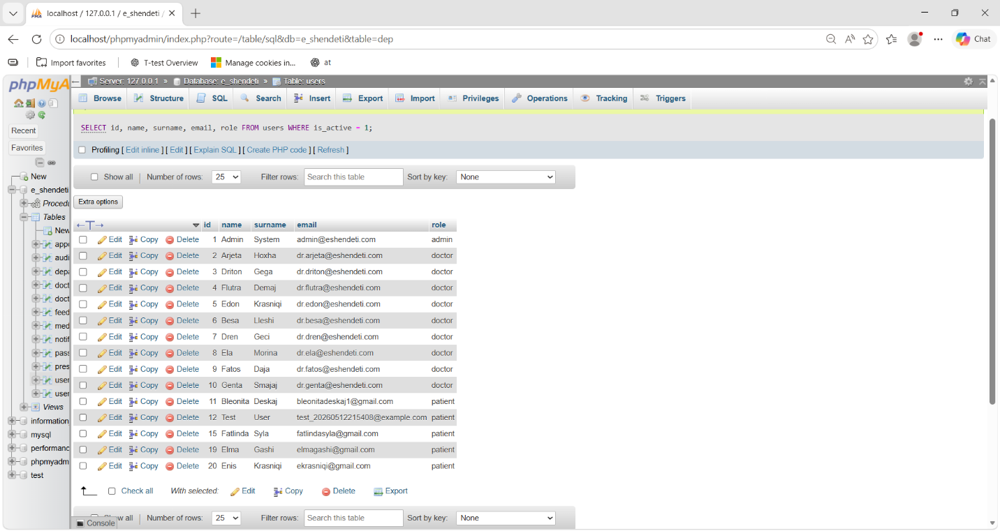 localhost / 127.0.0.1 / e_shendeti /
localhost/phpmyadmin/index.php?route=/table/sql&db=e_shendeti&table=dep
Chat
Import favorites
T-test Overview
Manage cookies in...
at
phpMyA
Server: 127.0.0.1 » Database: e_shendeti » Table: users
Browse Structure SQL Search Insert Export Import Privileges Operations Tracking Triggers
Recent
Favorites
New
e_shendeti
Procedu
Tables
New
appo
audi
depa
doct
doct
feed
med
notif
pass
pres
user
user
Views
information
mysql
performanc
phpmyadm
test
SELECT id, name, surname, email, role FROM users WHERE is_active = 1;
Profiling [ Edit inline ] [ Edit ] [ Explain SQL ] [ Create PHP code ] [ Refresh ]
Show all Number of rows: 25 Filter rows: Search this table Sort by key: None
Extra options
←T→ id name surname email role
Edit Copy Delete 1 Admin System admin@eshendeti.com admin
Edit Copy Delete 2 Arjeta Hoxha dr.arjeta@eshendeti.com doctor
Edit Copy Delete 3 Driton Gega dr.driton@eshendeti.com doctor
Edit Copy Delete 4 Flutra Demaj dr.flutra@eshendeti.com doctor
Edit Copy Delete 5 Edon Krasniqi dr.edon@eshendeti.com doctor
Edit Copy Delete 6 Besa Lleshi dr.besa@eshendeti.com doctor
Edit Copy Delete 7 Dren Geci dr.dren@eshendeti.com doctor
Edit Copy Delete 8 Ela Morina dr.ela@eshendeti.com doctor
Edit Copy Delete 9 Fatos Daja dr.fatos@eshendeti.com doctor
Edit Copy Delete 10 Genta Smajaj dr.genta@eshendeti.com doctor
Edit Copy Delete 11 Bleonita Deskaj bleonitadeskaj1@gmail.com patient
Edit Copy Delete 12 Test User test_20260512215408@example.com patient
Edit Copy Delete 15 Fatlinda Syla fatlindasyla@gmail.com patient
Edit Copy Delete 19 Elma Gashi elmagashi@gmail.com patient
Edit Copy Delete 20 Enis Krasniqi ekrasniqi@gmail.com patient
Check all With selected: Edit Copy Delete Export
Show all Number of rows: 25 Filter rows: Search this table Sort by key: None
Console